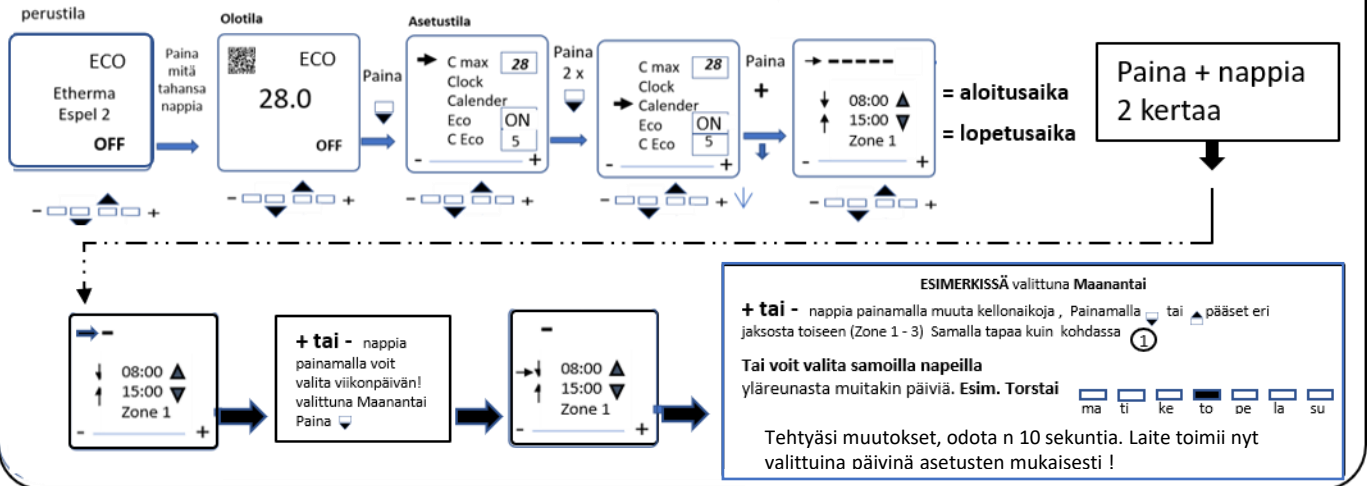 perustila
ECO
Etherma
Espel 2
OFF
Paina
mitä
tahansa
nappia
Olotila
ECO
28.0
OFF
Paina
Asetustila
C max 28
Clock
Calender
Eco ON
C Eco 5
- +
Paina
2 x
C max 28
Clock
Calender
Eco ON
C Eco 5
- +
Paina
+
-----
08:00
15:00
Zone 1
- +
= aloitusaika
= lopetusaika
Paina + nappia
2 kertaa
- +
- +
- +
- +
- +
-
08:00
15:00
Zone 1
- +
+ tai - nappia
painamalla voit
valita viikonpäivän!
valittuna Maanantai
Paina
-
08:00
15:00
Zone 1
- +
ESIMERKISSÄ valittuna Maanantai
+ tai - nappia painamalla muuta kellonaikoja , Painamalla tai pääset eri
jaksosta toiseen (Zone 1 - 3) Samalla tapaa kuin kohdassa 1
Tai voit valita samoilla napeilla
yläreunasta muitakin päiviä. Esim. Torstai
ma ti ke to pe la su
Tehtyäsi muutokset, odota n 10 sekuntia. Laite toimii nyt
valittuina päivinä asetusten mukaisesti !